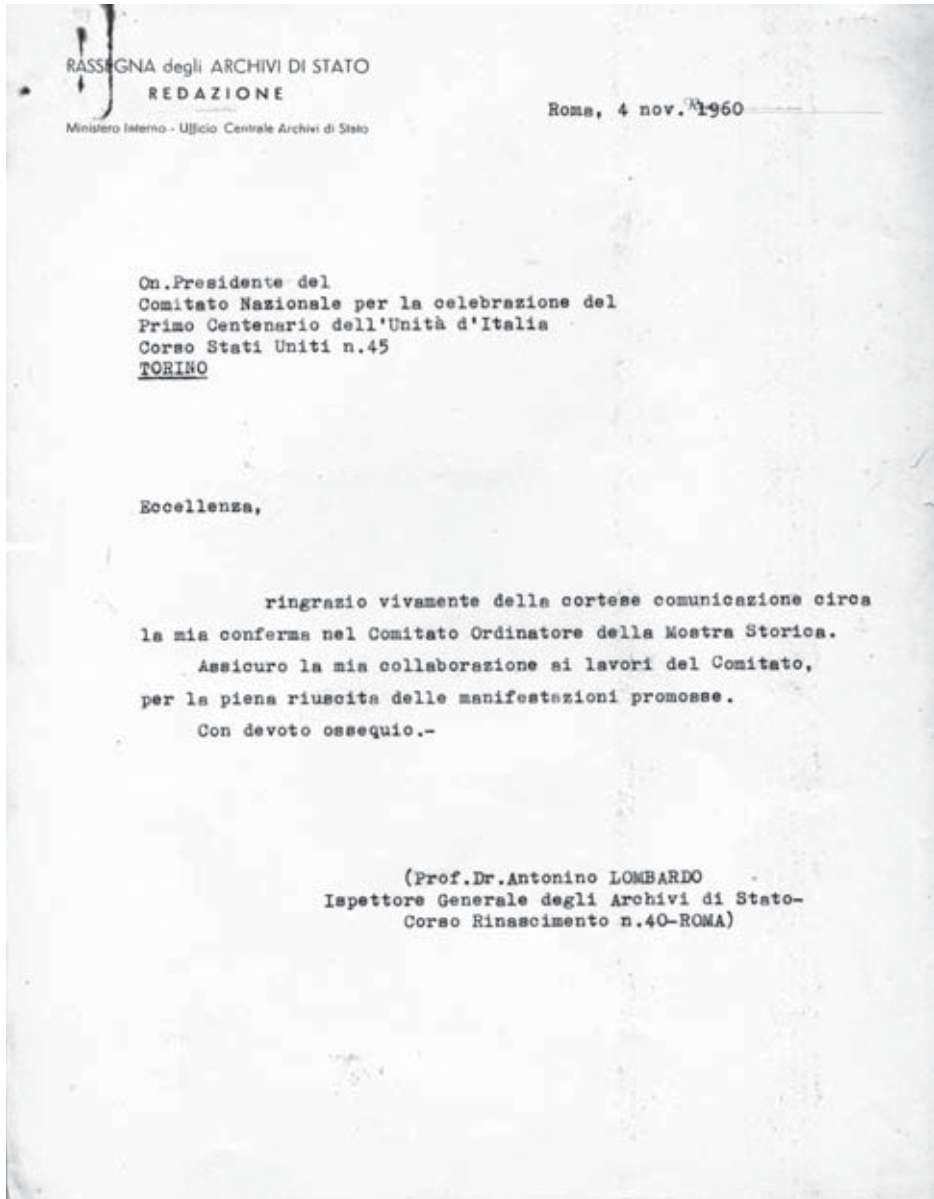 RASSEGNA degli ARCHIVI DI STATO
REDAZIONE
Ministero Interno - Ufficio Centrale Archivi di Stato
Roma, 4 nov. 1960
On.Presidente del
Comitato Nazionale per la celebrazione del
Primo Centenario dell'Unità d'Italia
Corso Stati Uniti n.45
TORINO
Eccellenza,
ringrazio vivamente della cortese comunicazione circa
la mia conferma nel Comitato Ordinatore della Mostra Storica.
Assicuro la mia collaborazione ai lavori del Comitato,
per la piena riuscita delle manifestazioni promosse.
Con devoto ossequio.-
(Prof.Dr.Antonino LOMBARDO
Ispettore Generale degli Archivi di Stato-
Corso Rinascimento n.40-ROMA)